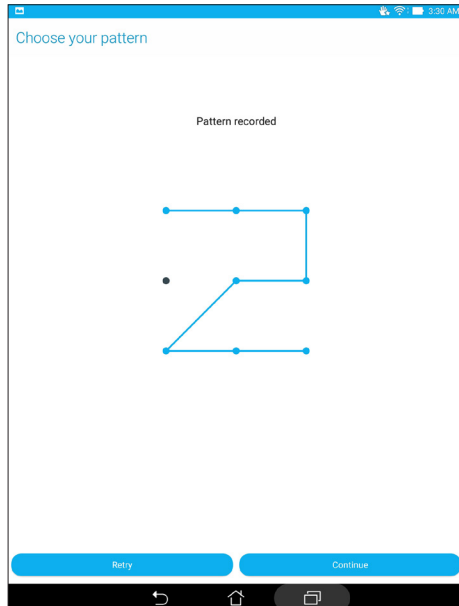 3:30 AM
Choose your pattern
Pattern recorded
Retry
Continue